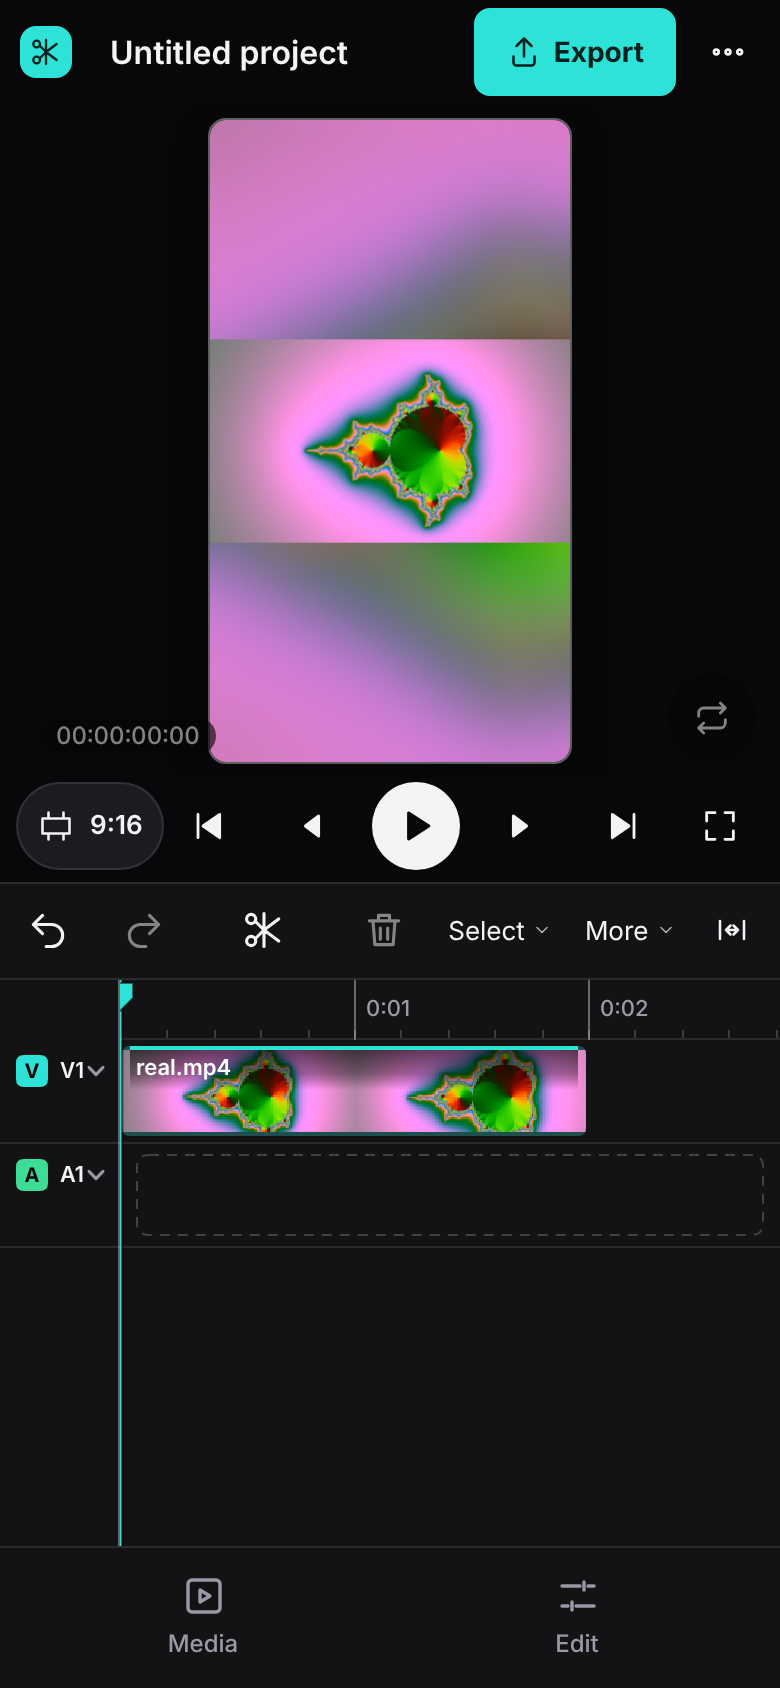 Untitled project
Export
00:00:00:00
9:16
Select
More
0:01
0:02
V V1
real.mp4
A A1
Media
Edit